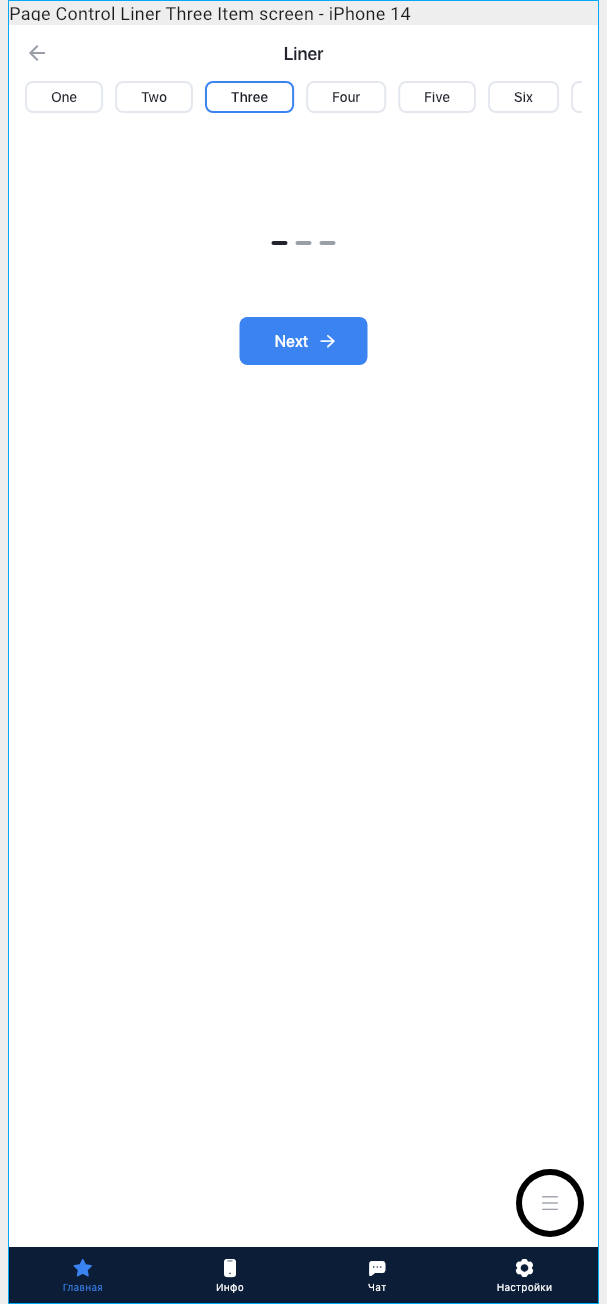 Page Control Liner Three Item screen - iPhone 14
Liner
One Two Three Four Five Six
Next
Главная Инфо Чат Настройки